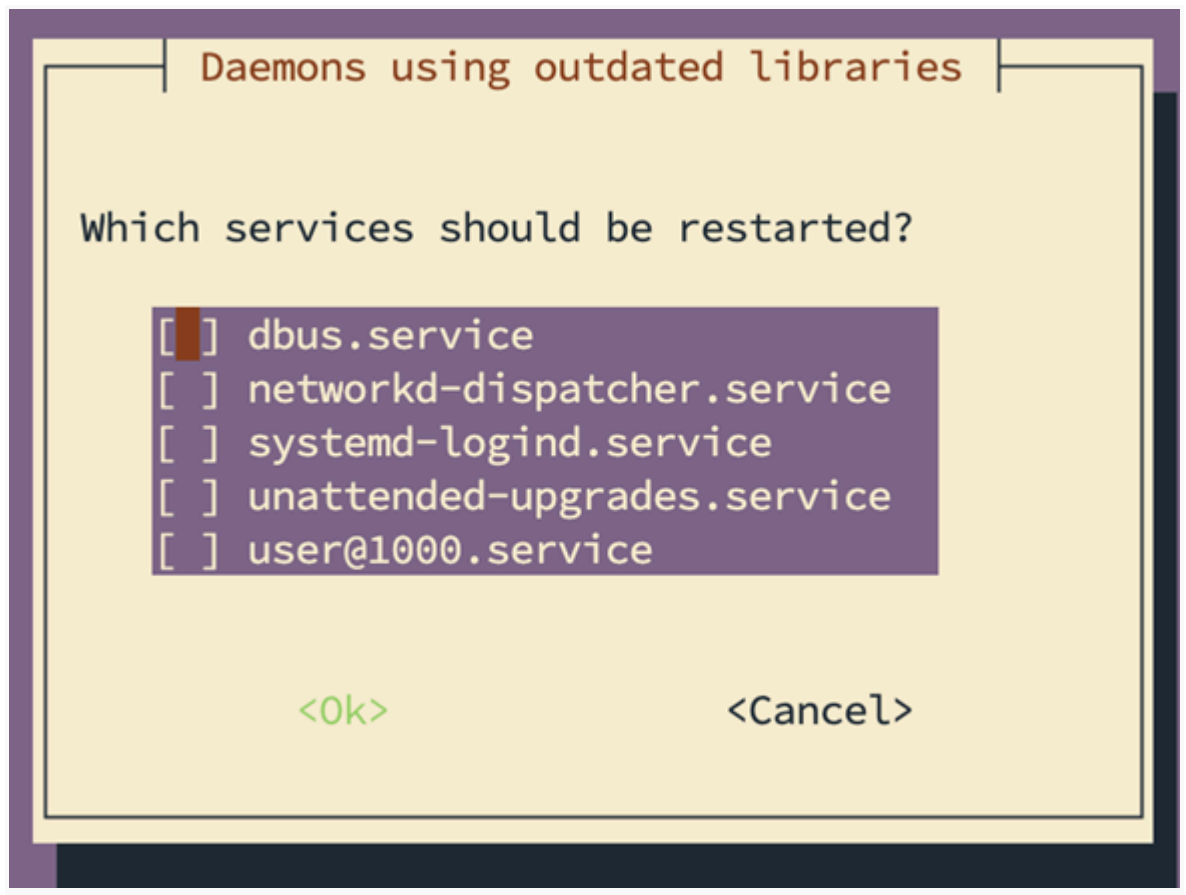 Daemons using outdated libraries
Which services should be restarted?
[ ] dbus.service
[ ] networkd-dispatcher.service
[ ] systemd-logind.service
[ ] unattended-upgrades.service
[ ] user@1000.service
<Ok> <Cancel>